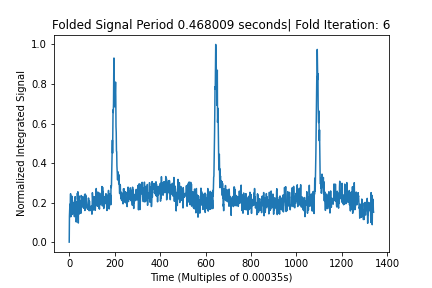 Folded Signal Period 0.468009 seconds| Fold Iteration: 6
Normalized Integrated Signal
1.0
0.8
0.6
0.4
0.2
0.0
0 200 400 600 800 1000 1200 1400
Time (Multiples of 0.00035s)